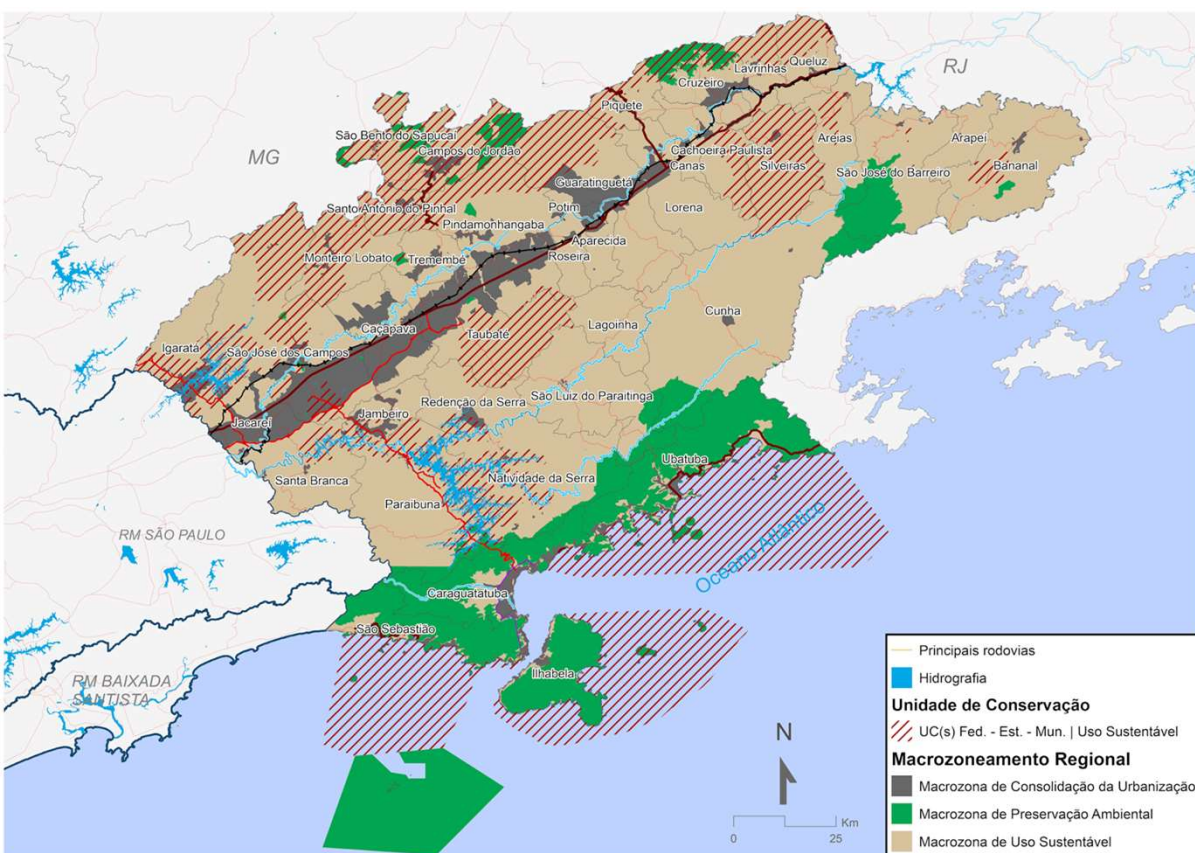 RJ
MG
Queluz
Lavrinhas
Cruzeiro
Piquete
São Bento do Sapucaí
Campos do Jordão
Areias
Arapeí
Cachoeira Paulista
Silveiras
Canas
Bananal
São José do Barreiro
Guaratinguetá
Santo Antônio do Pinhal
Potim
Lorena
Pindamonhangaba
Aparecida
Roseira
Monteiro Lobato
Tremembé
Cunha
Lagoinha
Caçapava
Taubaté
Igaratá
São José dos Campos
São Luiz do Paraitinga
Redenção da Serra
Jambeiro
Jacareí
Ubatuba
Santa Branca
Natividade da Serra
Paraibuna
RM SÃO PAULO
Oceano Atlântico
Caraguatatuba
São Sebastião
Ilhabela
RM BAIXADA
SANTISTA
N
Km
0 25
Principais rodovias
Hidrografia
Unidade de Conservação
UC(s) Fed. - Est. - Mun. | Uso Sustentável
Macrozoneamento Regional
Macrozona de Consolidação da Urbanização
Macrozona de Preservação Ambiental
Macrozona de Uso Sustentável